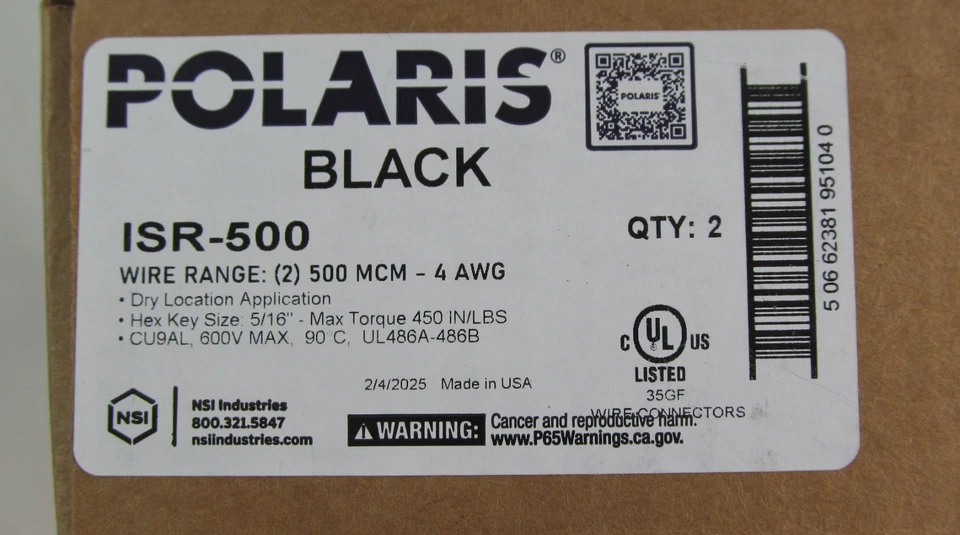 POLARIS®
POLARIS
BLACK
ISR-500
QTY: 2
WIRE RANGE: (2) 500 MCM - 4 AWG
• Dry Location Application
• Hex Key Size: 5/16" - Max Torque 450 IN/LBS
• CU9AL, 600V MAX, 90°C, UL486A-486B
5 06 62381 95104 0
C UL US
LISTED
35GF
WIRE CONNECTORS
2/4/2025 Made in USA
NSI
NSI Industries
800.321.5847
nsiindustries.com
WARNING:
Cancer and reproductive harm.
www.P65Warnings.ca.gov.